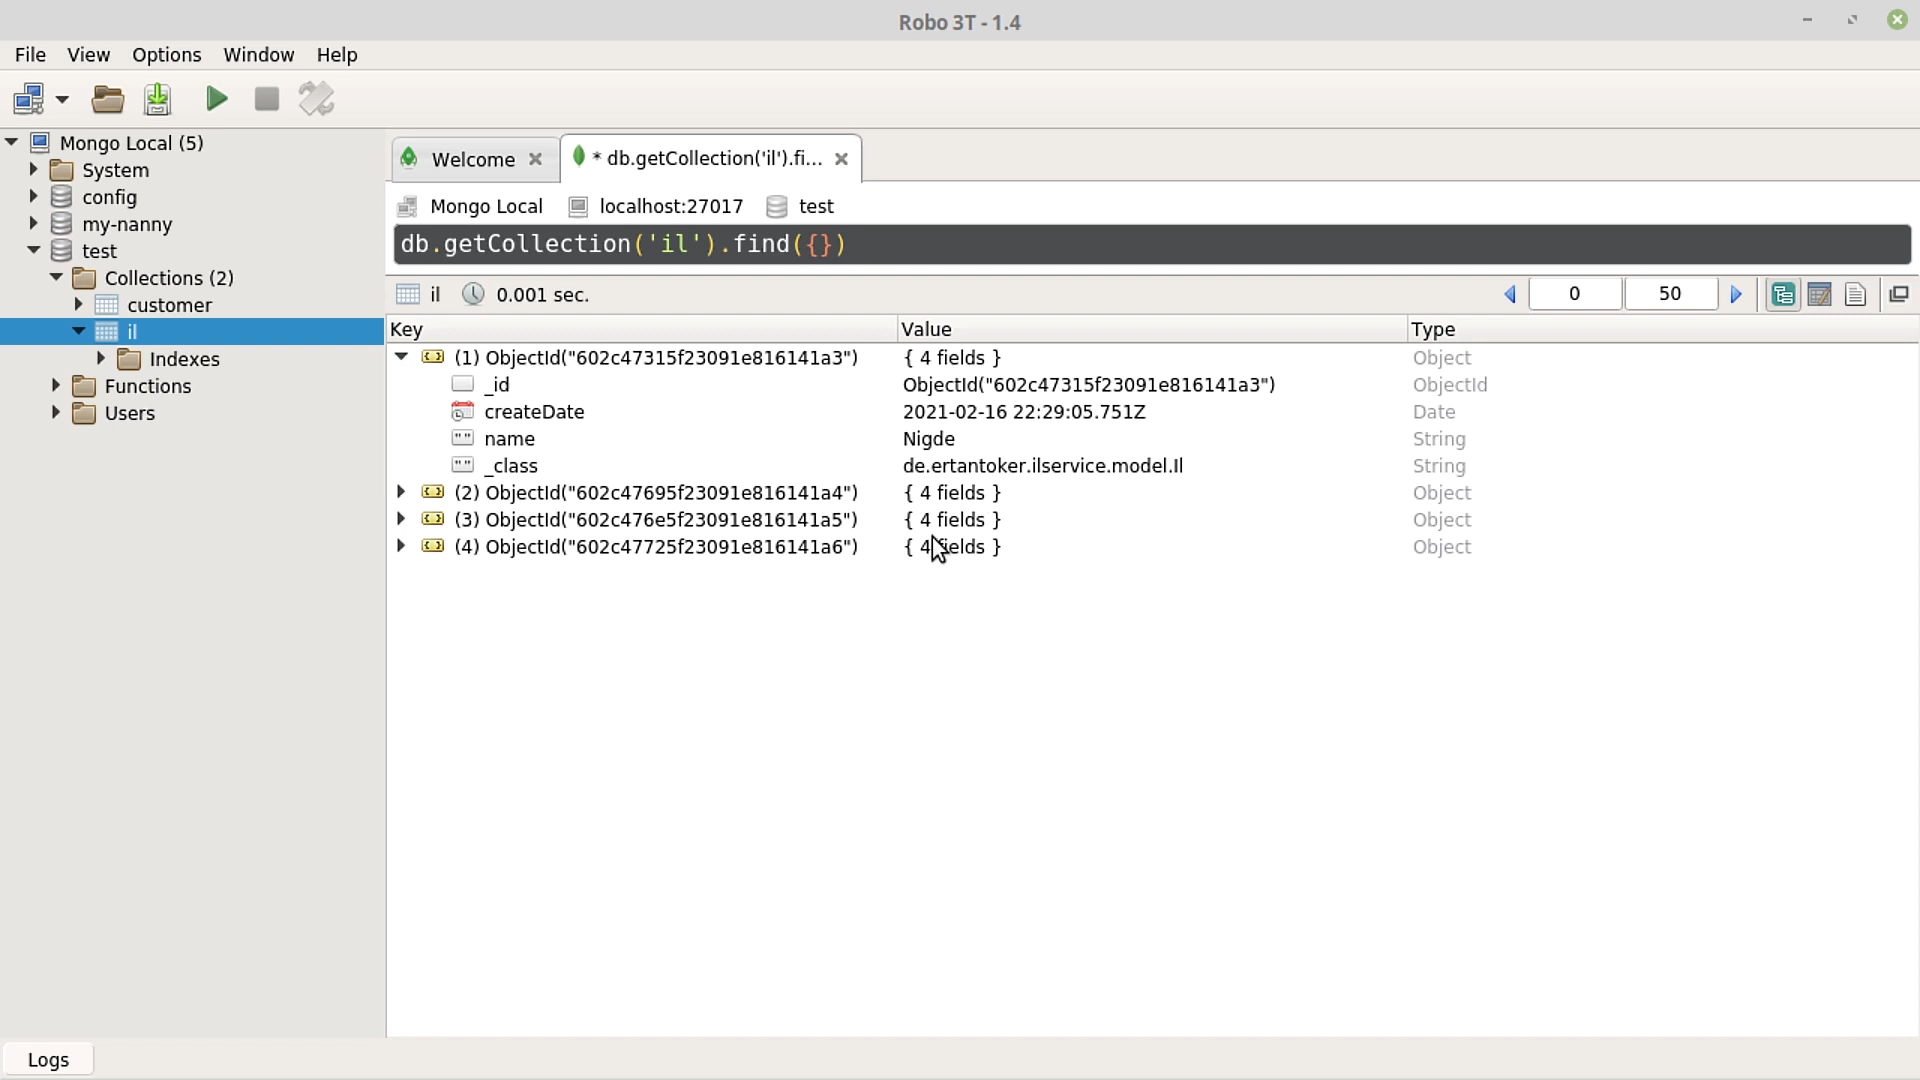 Robo 3T - 1.4
File View Options Window Help
Mongo Local (5)
System
config
my-nanny
test
Collections (2)
customer
il
Indexes
Functions
Users
Welcome
* db.getCollection('il').fi...
Mongo Local localhost:27017 test
db.getCollection('il').find({})
il 0.001 sec. 0 50
Key Value Type
(1) ObjectId("602c47315f23091e816141a3") { 4 fields } Object
_id ObjectId("602c47315f23091e816141a3") ObjectId
createDate 2021-02-16 22:29:05.751Z Date
name Nigde String
_class de.ertantoker.ilservice.model.Il String
(2) ObjectId("602c47695f23091e816141a4") { 4 fields } Object
(3) ObjectId("602c476e5f23091e816141a5") { 4 fields } Object
(4) ObjectId("602c47725f23091e816141a6") { 4 fields } Object
Logs